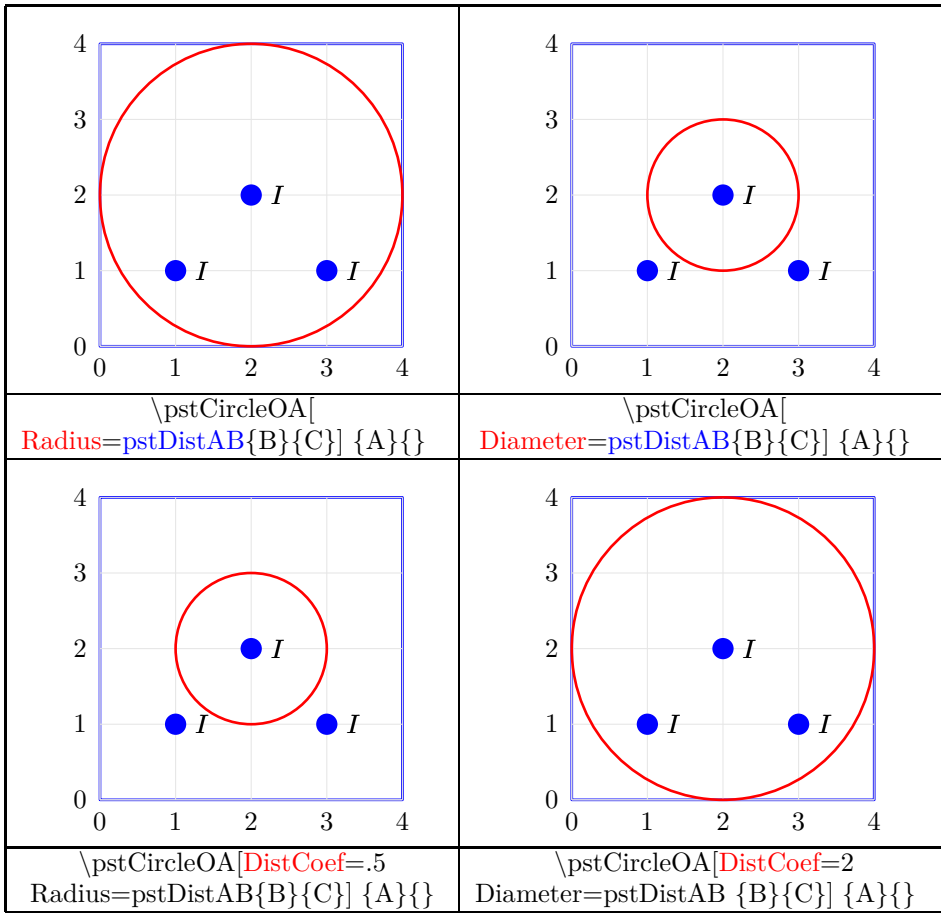 4
3
2 I
1 I I
0
0 1 2 3 4
\pstCircleOA[
Radius=pstDistAB{B}{C}] {A}{}
4
3
2 I
1 I I
0
0 1 2 3 4
\pstCircleOA[
Diameter=pstDistAB{B}{C}] {A}{}
4
3
2 I
1 I I
0
0 1 2 3 4
\pstCircleOA[DistCoef=.5
Radius=pstDistAB{B}{C}] {A}{}
4
3
2 I
1 I I
0
0 1 2 3 4
\pstCircleOA[DistCoef=2
Diameter=pstDistAB {B}{C}] {A}{}